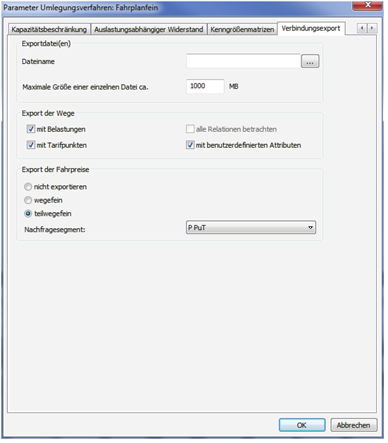 Parameter Umlegungsverfahren: Fahrplanfein
Kapazitätsbeschränkung Auslastungsabhängiger Widerstand Kenngrößenmatrizen Verbindungsexport
Exportdatei(en)
Dateiname ...
Maximale Größe einer einzelnen Datei ca. 1000 MB
Export der Wege
mit Belastungen alle Relationen betrachten
mit Tarifpunkten mit benutzerdefinierten Attributen
Export der Fahrpreise
nicht exportieren
wegefein
teilwegefein
Nachfragesegment: P PuT
OK Abbrechen